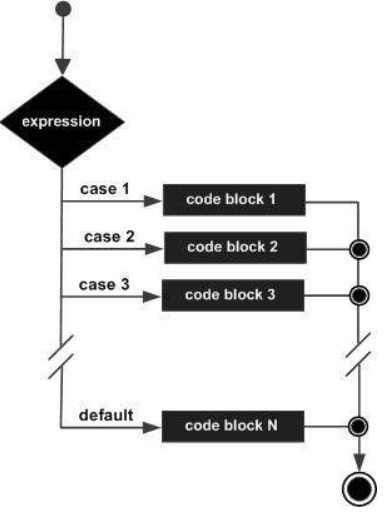 expression
case 1
code block 1
case 2
code block 2
case 3
code block 3
default
code block N